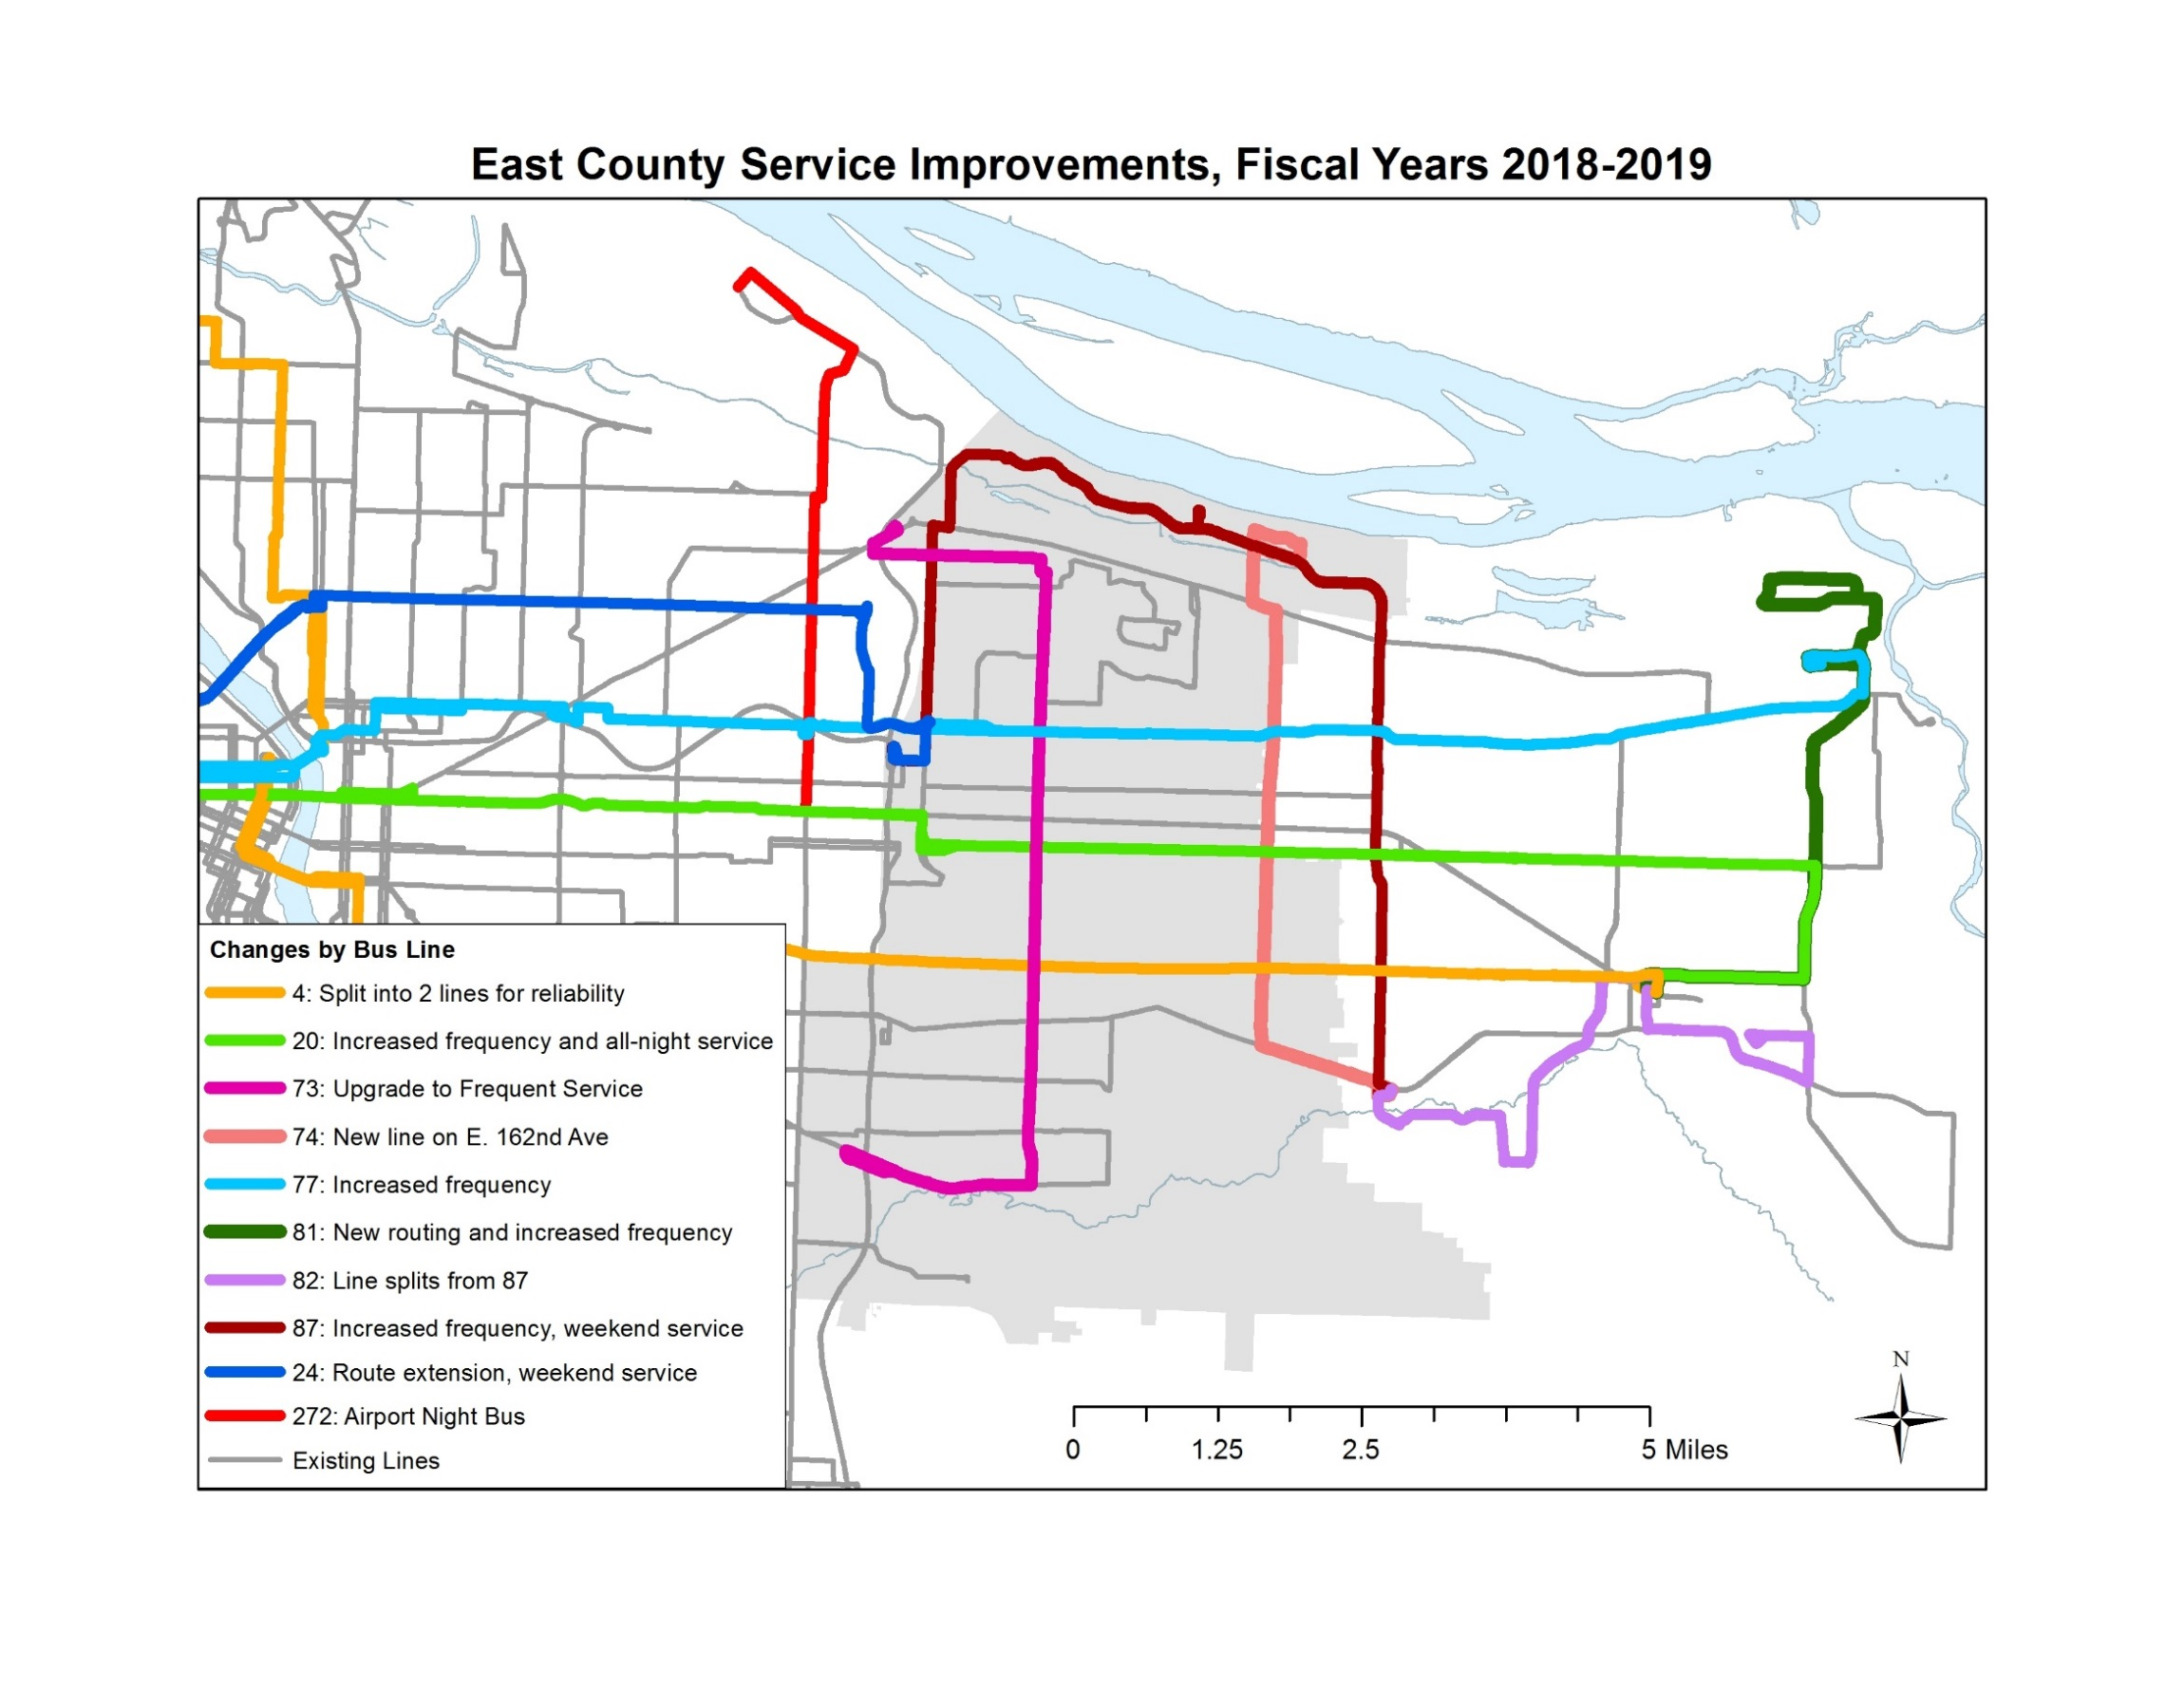 East County Service Improvements, Fiscal Years 2018-2019
Changes by Bus Line
4: Split into 2 lines for reliability
20: Increased frequency and all-night service
73: Upgrade to Frequent Service
74: New line on E. 162nd Ave
77: Increased frequency
81: New routing and increased frequency
82: Line splits from 87
87: Increased frequency, weekend service
24: Route extension, weekend service
272: Airport Night Bus
Existing Lines
N
0 1.25 2.5 5 Miles